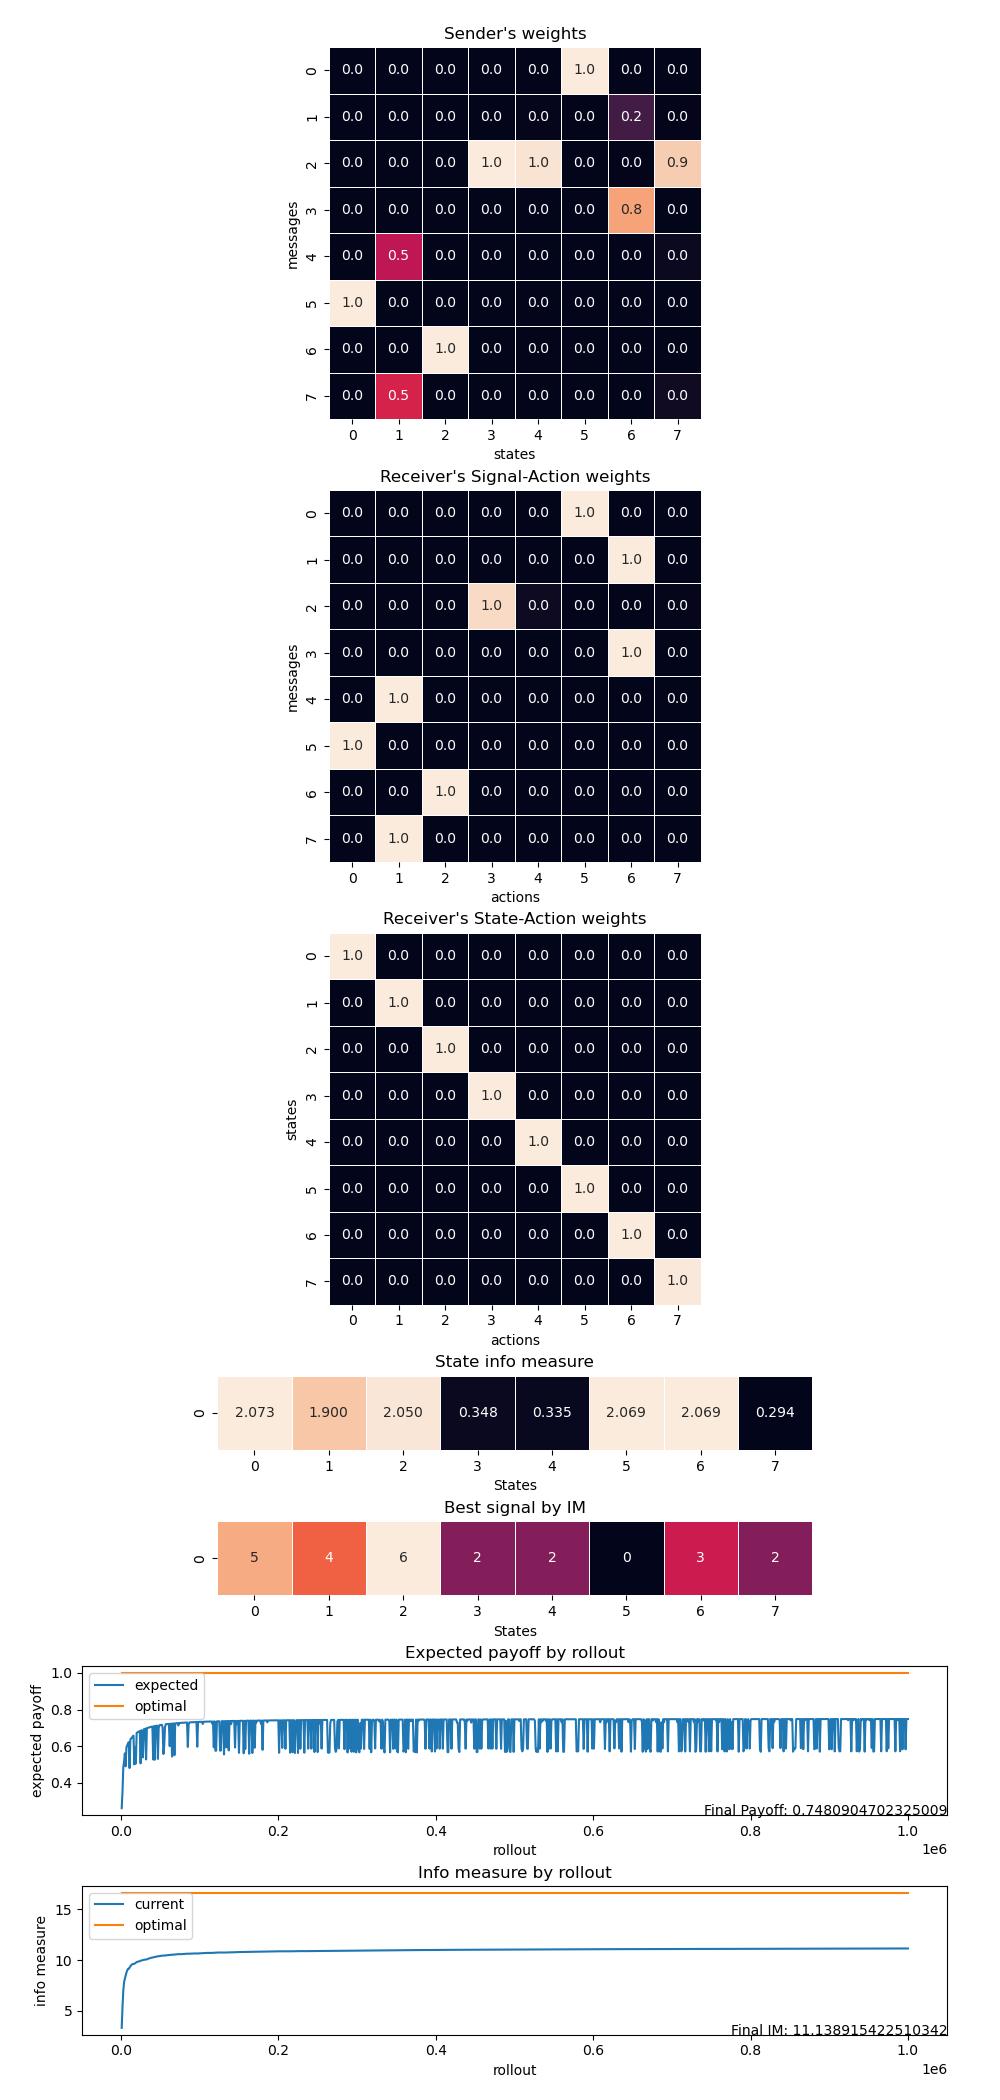 Sender's weights
0 0.0 0.0 0.0 0.0 0.0 1.0 0.0 0.0
1 0.0 0.0 0.0 0.0 0.0 0.0 0.2 0.0
2 0.0 0.0 0.0 1.0 1.0 0.0 0.0 0.9
3 0.0 0.0 0.0 0.0 0.0 0.0 0.8 0.0
messages
4 0.0 0.5 0.0 0.0 0.0 0.0 0.0 0.0
5 1.0 0.0 0.0 0.0 0.0 0.0 0.0 0.0
6 0.0 0.0 1.0 0.0 0.0 0.0 0.0 0.0
7 0.0 0.5 0.0 0.0 0.0 0.0 0.0 0.0
0 1 2 3 4 5 6 7
states
Receiver's Signal-Action weights
0 0.0 0.0 0.0 0.0 0.0 1.0 0.0 0.0
1 0.0 0.0 0.0 0.0 0.0 0.0 1.0 0.0
2 0.0 0.0 0.0 1.0 0.0 0.0 0.0 0.0
3 0.0 0.0 0.0 0.0 0.0 0.0 1.0 0.0
messages
4 0.0 1.0 0.0 0.0 0.0 0.0 0.0 0.0
5 1.0 0.0 0.0 0.0 0.0 0.0 0.0 0.0
6 0.0 0.0 1.0 0.0 0.0 0.0 0.0 0.0
7 0.0 1.0 0.0 0.0 0.0 0.0 0.0 0.0
0 1 2 3 4 5 6 7
actions
Receiver's State-Action weights
0 1.0 0.0 0.0 0.0 0.0 0.0 0.0 0.0
1 0.0 1.0 0.0 0.0 0.0 0.0 0.0 0.0
2 0.0 0.0 1.0 0.0 0.0 0.0 0.0 0.0
3 0.0 0.0 0.0 1.0 0.0 0.0 0.0 0.0
states
4 0.0 0.0 0.0 0.0 1.0 0.0 0.0 0.0
5 0.0 0.0 0.0 0.0 0.0 1.0 0.0 0.0
6 0.0 0.0 0.0 0.0 0.0 0.0 1.0 0.0
7 0.0 0.0 0.0 0.0 0.0 0.0 0.0 1.0
0 1 2 3 4 5 6 7
actions
State info measure
0 2.073 1.900 2.050 0.348 0.335 2.069 2.069 0.294
0 1 2 3 4 5 6 7
States
Best signal by IM
0 5 4 6 2 2 0 3 2
0 1 2 3 4 5 6 7
States
Expected payoff by rollout
1.0
expected
0.8
optimal
0.6
0.4
expected payoff
Final Payoff: 0.7480904702325009
0.0 0.2 0.4 0.6 0.8 1.0
rollout
1e6
Info measure by rollout
15
current
optimal
10
5
info measure
Final IM: 11.138915422510342
0.0 0.2 0.4 0.6 0.8 1.0
rollout
1e6